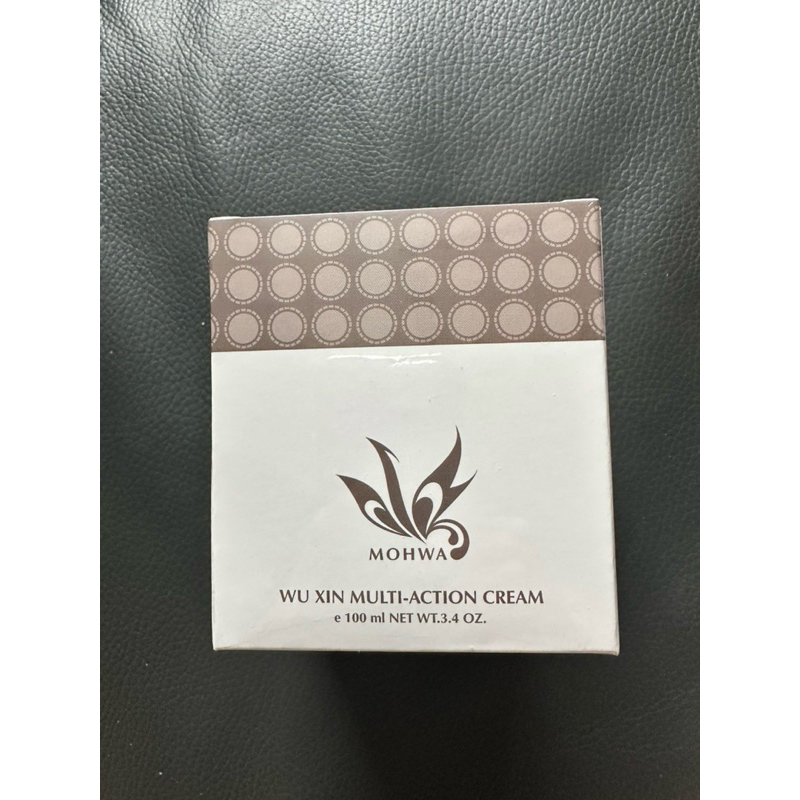 MOHWA
WU XIN MULTI-ACTION CREAM
e 100 ml NET WT.3.4 OZ.